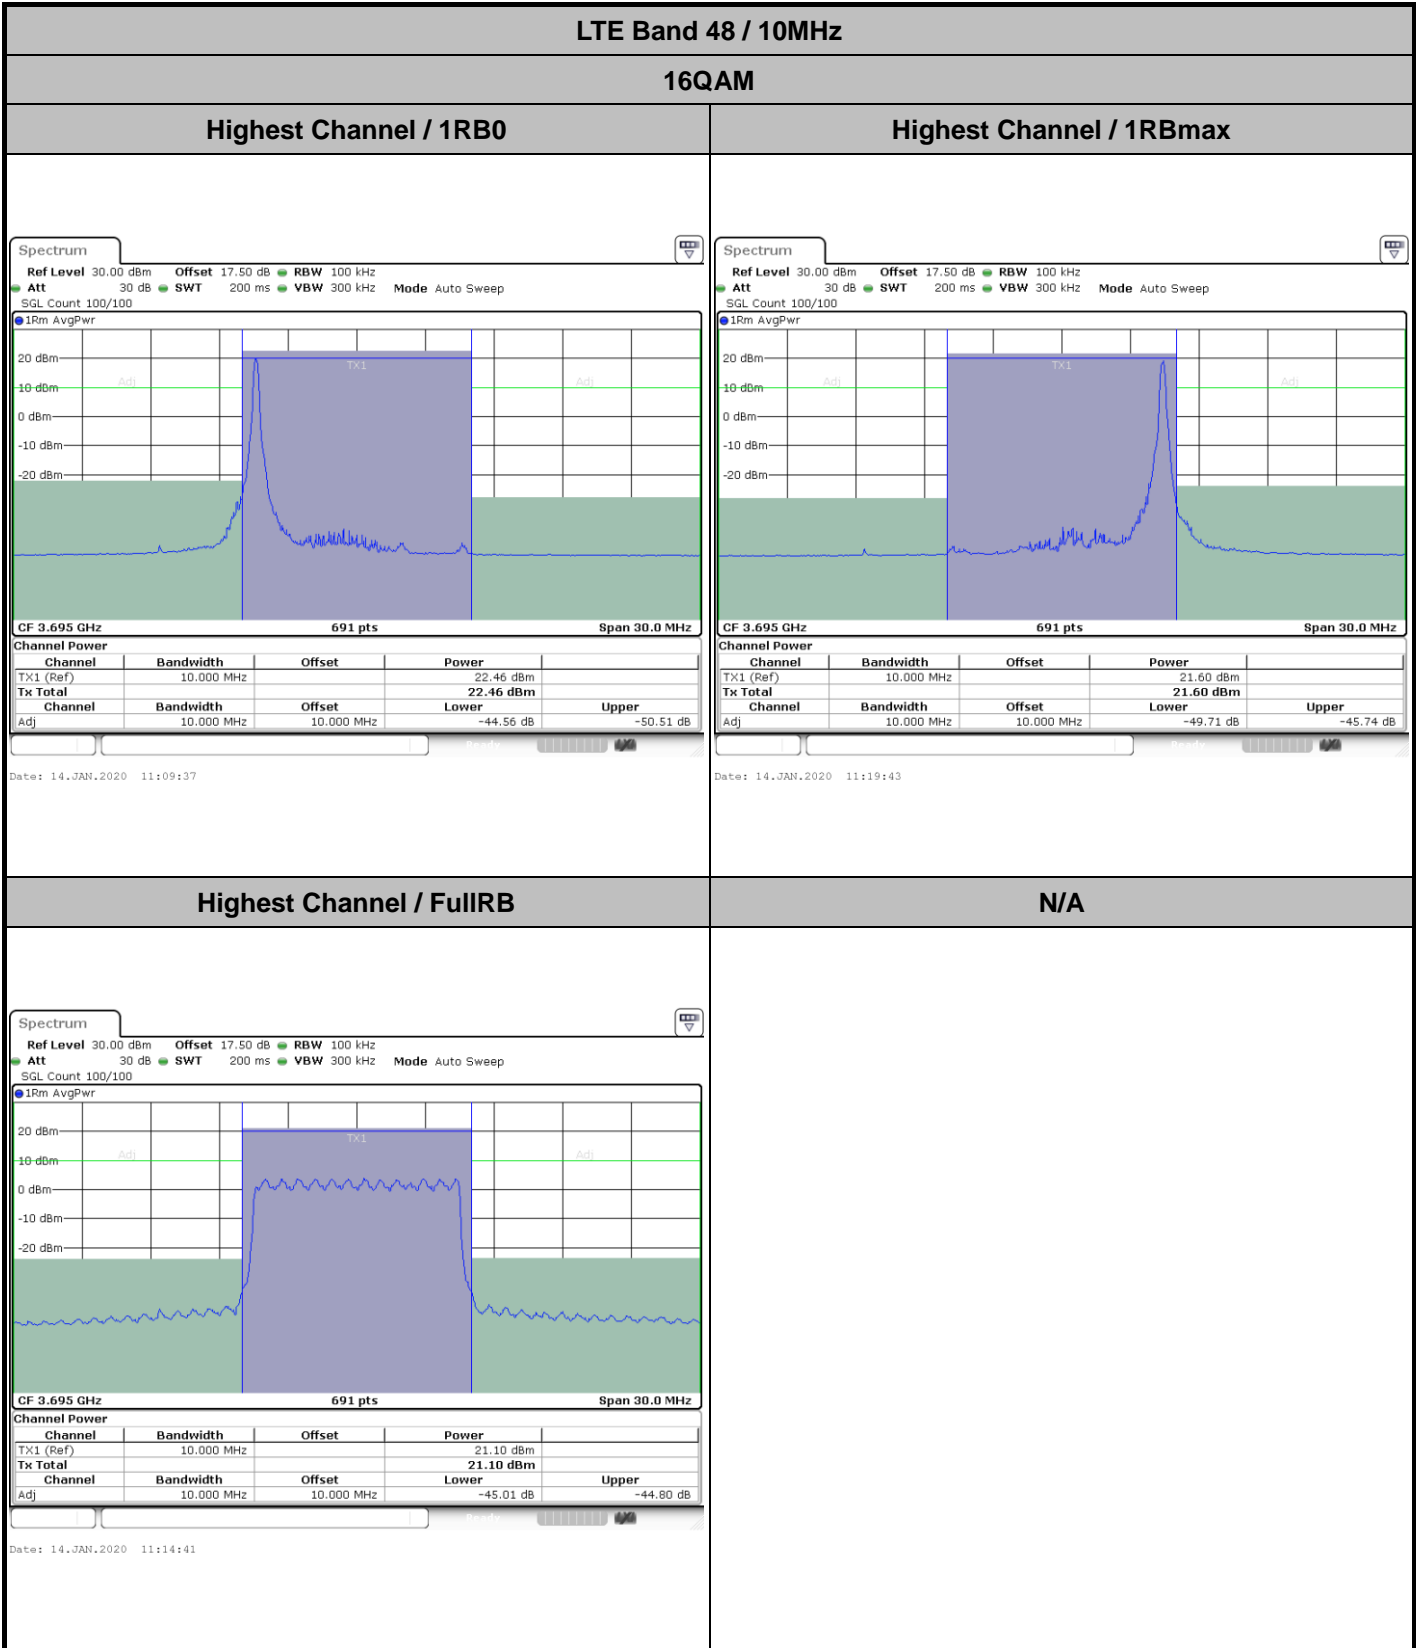 LTE Band 48 / 10MHz
16QAM
Highest Channel / 1RB0
Highest Channel / 1RBmax
Spectrum
Ref Level 30.00 dBm Offset 17.50 dB RBW 100 kHz
Att 30 dB SWT 200 ms VBW 300 kHz Mode Auto Sweep
SGL Count 100/100
1Rm AvgPwr
TX1
20 dBm
Adj
Adj
10 dBm
0 dBm
-10 dBm
-20 dBm
CF 3.695 GHz 691 pts Span 30.0 MHz
Channel Power
Channel Bandwidth Offset Power
TX1 (Ref) 10.000 MHz 22.46 dBm
Tx Total 22.46 dBm
Channel Bandwidth Offset Lower Upper
Adj 10.000 MHz 10.000 MHz -44.56 dB -50.51 dB
Ready
Date: 14.JAN.2020 11:09:37
Spectrum
Ref Level 30.00 dBm Offset 17.50 dB RBW 100 kHz
Att 30 dB SWT 200 ms VBW 300 kHz Mode Auto Sweep
SGL Count 100/100
1Rm AvgPwr
TX1
20 dBm
Adj
Adj
10 dBm
0 dBm
-10 dBm
-20 dBm
CF 3.695 GHz 691 pts Span 30.0 MHz
Channel Power
Channel Bandwidth Offset Power
TX1 (Ref) 10.000 MHz 21.60 dBm
Tx Total 21.60 dBm
Channel Bandwidth Offset Lower Upper
Adj 10.000 MHz 10.000 MHz -49.71 dB -45.74 dB
Ready
Date: 14.JAN.2020 11:19:43
Highest Channel / FullRB
N/A
Spectrum
Ref Level 30.00 dBm Offset 17.50 dB RBW 100 kHz
Att 30 dB SWT 200 ms VBW 300 kHz Mode Auto Sweep
SGL Count 100/100
1Rm AvgPwr
TX1
20 dBm
Adj
Adj
10 dBm
0 dBm
-10 dBm
-20 dBm
CF 3.695 GHz 691 pts Span 30.0 MHz
Channel Power
Channel Bandwidth Offset Power
TX1 (Ref) 10.000 MHz 21.10 dBm
Tx Total 21.10 dBm
Channel Bandwidth Offset Lower Upper
Adj 10.000 MHz 10.000 MHz -45.01 dB -44.80 dB
Ready
Date: 14.JAN.2020 11:14:41